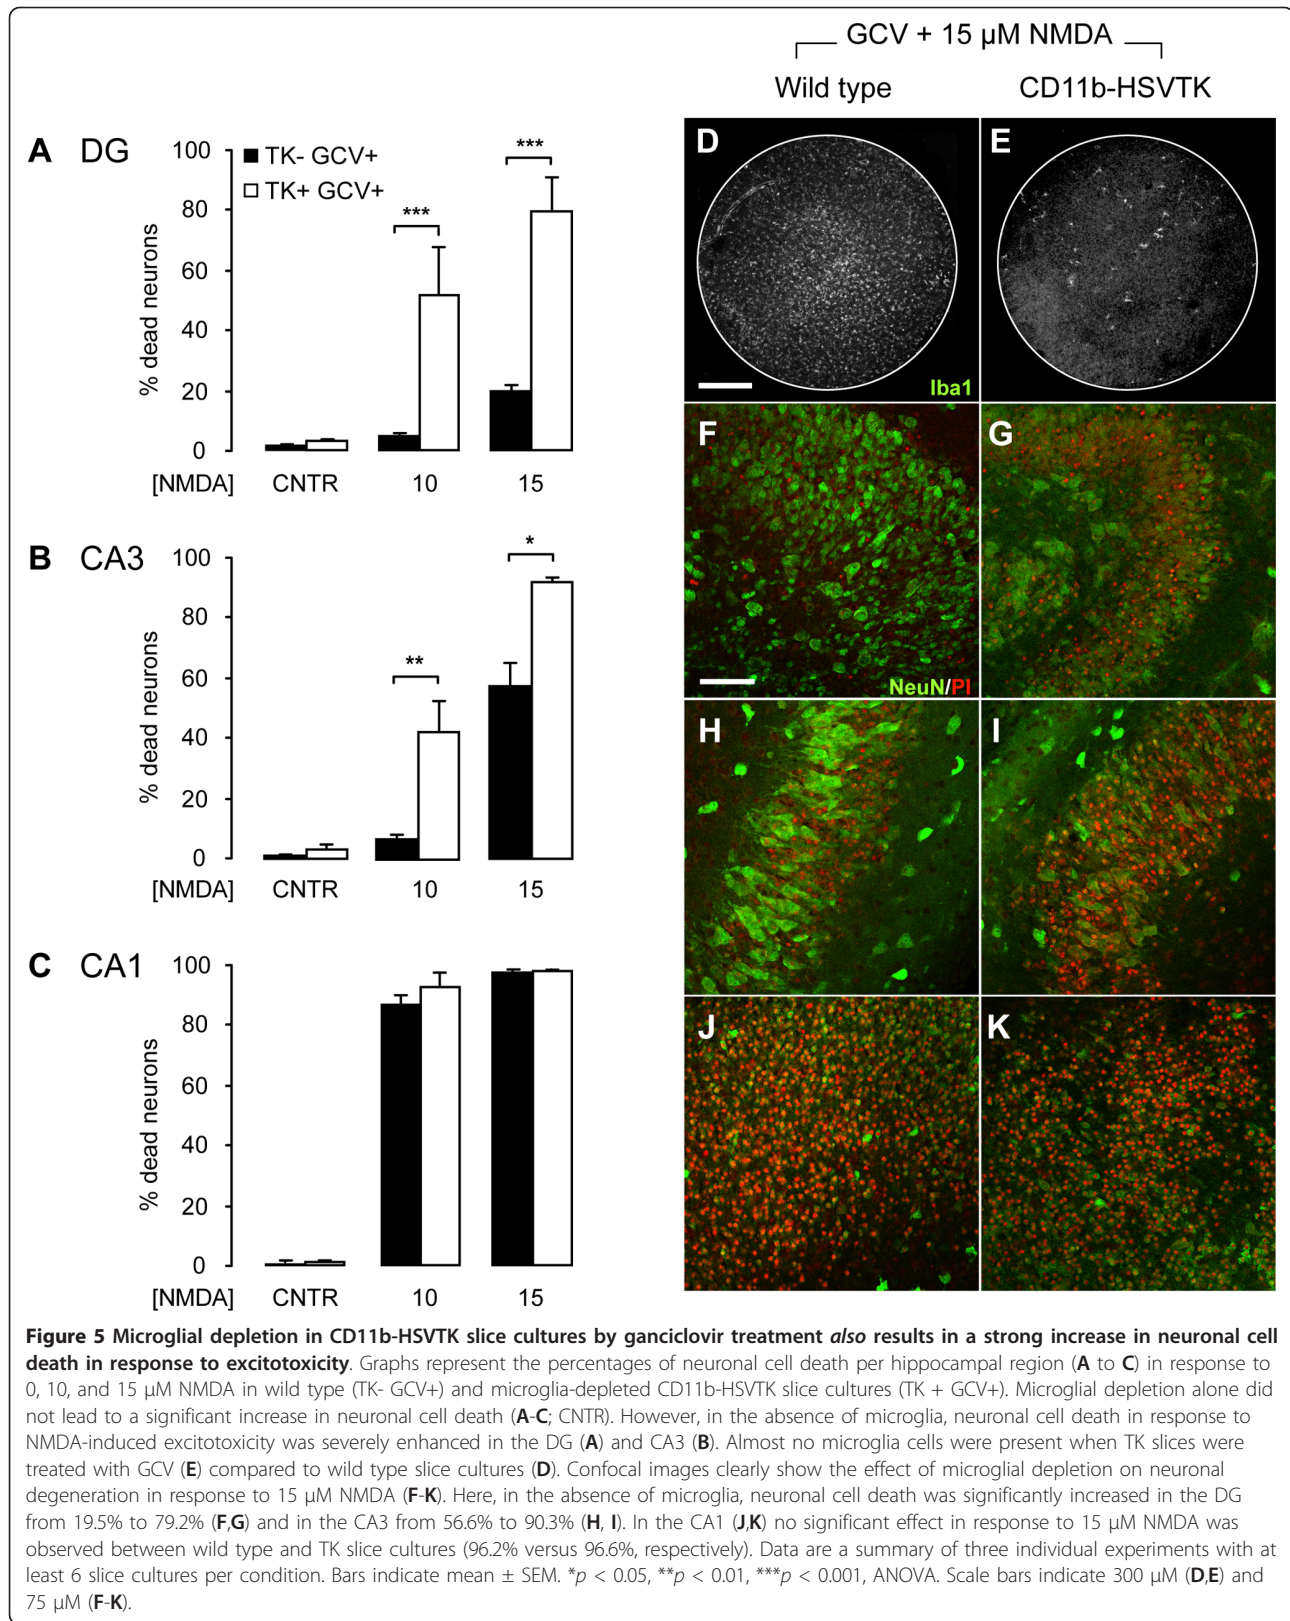 GCV + 15 µM NMDA
Wild type CD11b-HSVTK
A DG
100
80
60
40
20
0
% dead neurons
TK- GCV+
TK+ GCV+
***
***
[NMDA] CNTR 10 15
B CA3
100
80
60
40
20
0
% dead neurons
**
*
[NMDA] CNTR 10 15
C CA1
100
80
60
40
20
0
% dead neurons
[NMDA] CNTR 10 15
D
Iba1
E
F
NeuN/PI
G
H
I
J
K
Figure 5 Microglial depletion in CD11b-HSVTK slice cultures by ganciclovir treatment also results in a strong increase in neuronal cell
death in response to excitotoxicity. Graphs represent the percentages of neuronal cell death per hippocampal region (A to C) in response to
0, 10, and 15 µM NMDA in wild type (TK- GCV+) and microglia-depleted CD11b-HSVTK slice cultures (TK + GCV+). Microglial depletion alone did
not lead to a significant increase in neuronal cell death (A-C; CNTR). However, in the absence of microglia, neuronal cell death in response to
NMDA-induced excitotoxicity was severely enhanced in the DG (A) and CA3 (B). Almost no microglia cells were present when TK slices were
treated with GCV (E) compared to wild type slice cultures (D). Confocal images clearly show the effect of microglial depletion on neuronal
degeneration in response to 15 µM NMDA (F-K). Here, in the absence of microglia, neuronal cell death was significantly increased in the DG
from 19.5% to 79.2% (F,G) and in the CA3 from 56.6% to 90.3% (H, I). In the CA1 (J,K) no significant effect in response to 15 µM NMDA was
observed between wild type and TK slice cultures (96.2% versus 96.6%, respectively). Data are a summary of three individual experiments with at
least 6 slice cultures per condition. Bars indicate mean ± SEM. *p < 0.05, **p < 0.01, ***p < 0.001, ANOVA. Scale bars indicate 300 µM (D,E) and
75 µM (F-K).